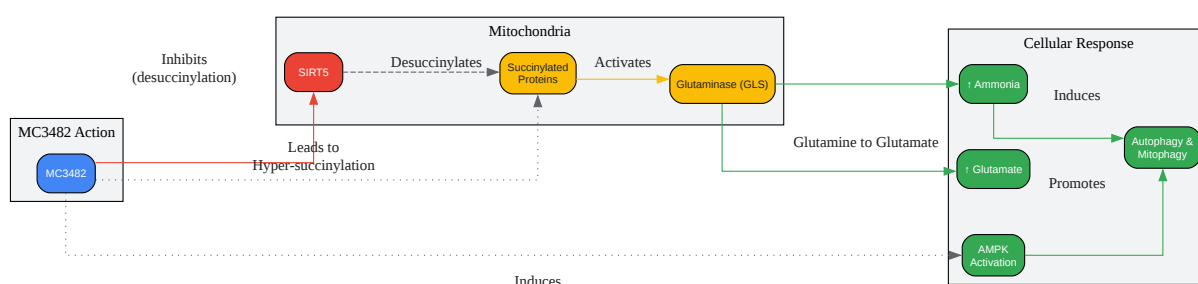 Mitochondria
Cellular Response
Inhibits
(desuccinylation)
SIRT5
Desuccinylates
Succinylated
Proteins
Activates
Glutaminase (GLS)
↑ Ammonia
Induces
MC3482 Action
MC3482
Leads to
Hyper-succinylation
Glutamine to Glutamate
↑ Glutamate
Autophagy &
Mitophagy
Promotes
AMPK
Activation
Induces